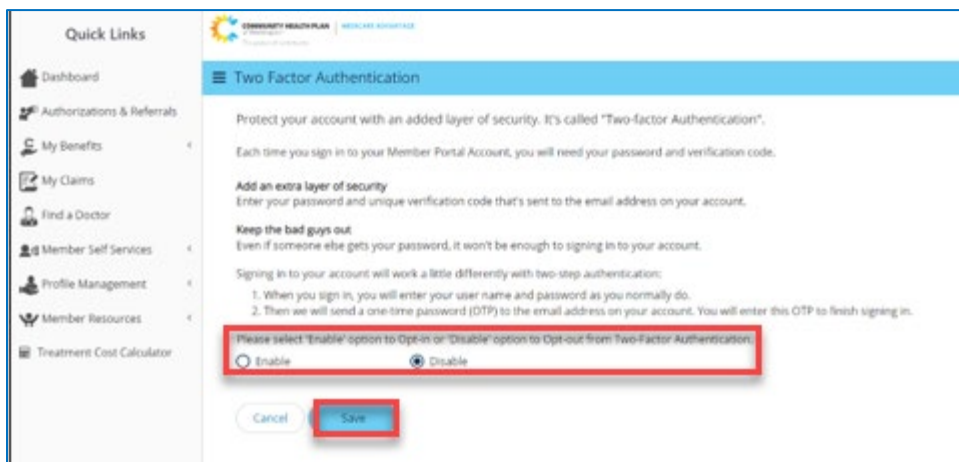 Quick Links
Dashboard
Authorizations & Referrals
My Benefits
My Claims
Find a Doctor
Member Self Services
Profile Management
Member Resources
Treatment Cost Calculator
COMMUNITY HEALTH PLAN
of Washington
MEDICARE ADVANTAGE
Two Factor Authentication
Protect your account with an added layer of security. It's called "Two-factor Authentication".
Each time you sign in to your Member Portal Account, you will need your password and verification code.
Add an extra layer of security
Enter your password and unique verification code that's sent to the email address on your account.
Keep the bad guys out
Even if someone else gets your password, it won't be enough to signing in to your account.
Signing in to your account will work a little differently with two-step authentication:
1. When you sign in, you will enter your user name and password as you normally do.
2. Then we will send a one-time password (OTP) to the email address on your account. You will enter this OTP to finish signing in.
Please select 'Enable' option to Opt-in or 'Disable' option to Opt-out from Two-Factor Authentication.
Enable Disable
Cancel Save